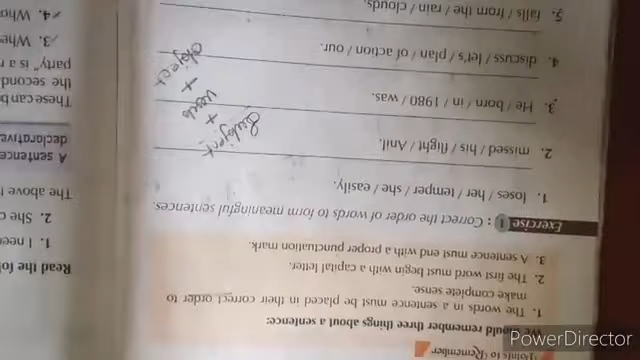 Points to Remember
We should remember three things about a sentence:
1. The words in a sentence must be placed in their correct order to
make complete sense.
2. The first word must begin with a capital letter.
3. A sentence must end with a proper punctuation mark.
Exercise 1 : Correct the order of words to form meaningful sentences.
1. loses / her / temper / she / easily.
2. missed / his / flight / Anil.
Subject + Verb + Object
3. He / born / in / 1980 / was.
4. discuss / let's / plan / of action / our.
5. falls / from the / rain / clouds.
Read the fol
1. I nee
2. She c
The above
A sentence
declarative
These can b
the second
"party" is a
3. Whe
4. Who
PowerDirector